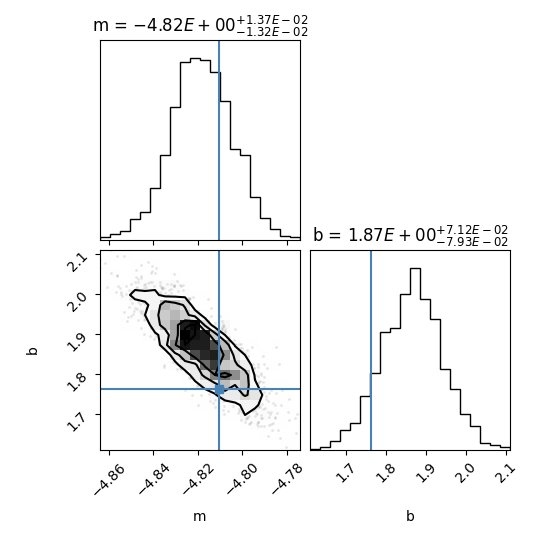 m = −4.82E + 00 +1.37E − 02 −1.32E − 02
b = 1.87E + 00 +7.12E − 02 −7.93E − 02
2.1
2.0
1.9
1.8
1.7
b
−4.86 −4.84 −4.82 −4.80 −4.78
1.7 1.8 1.9 2.0 2.1
m b